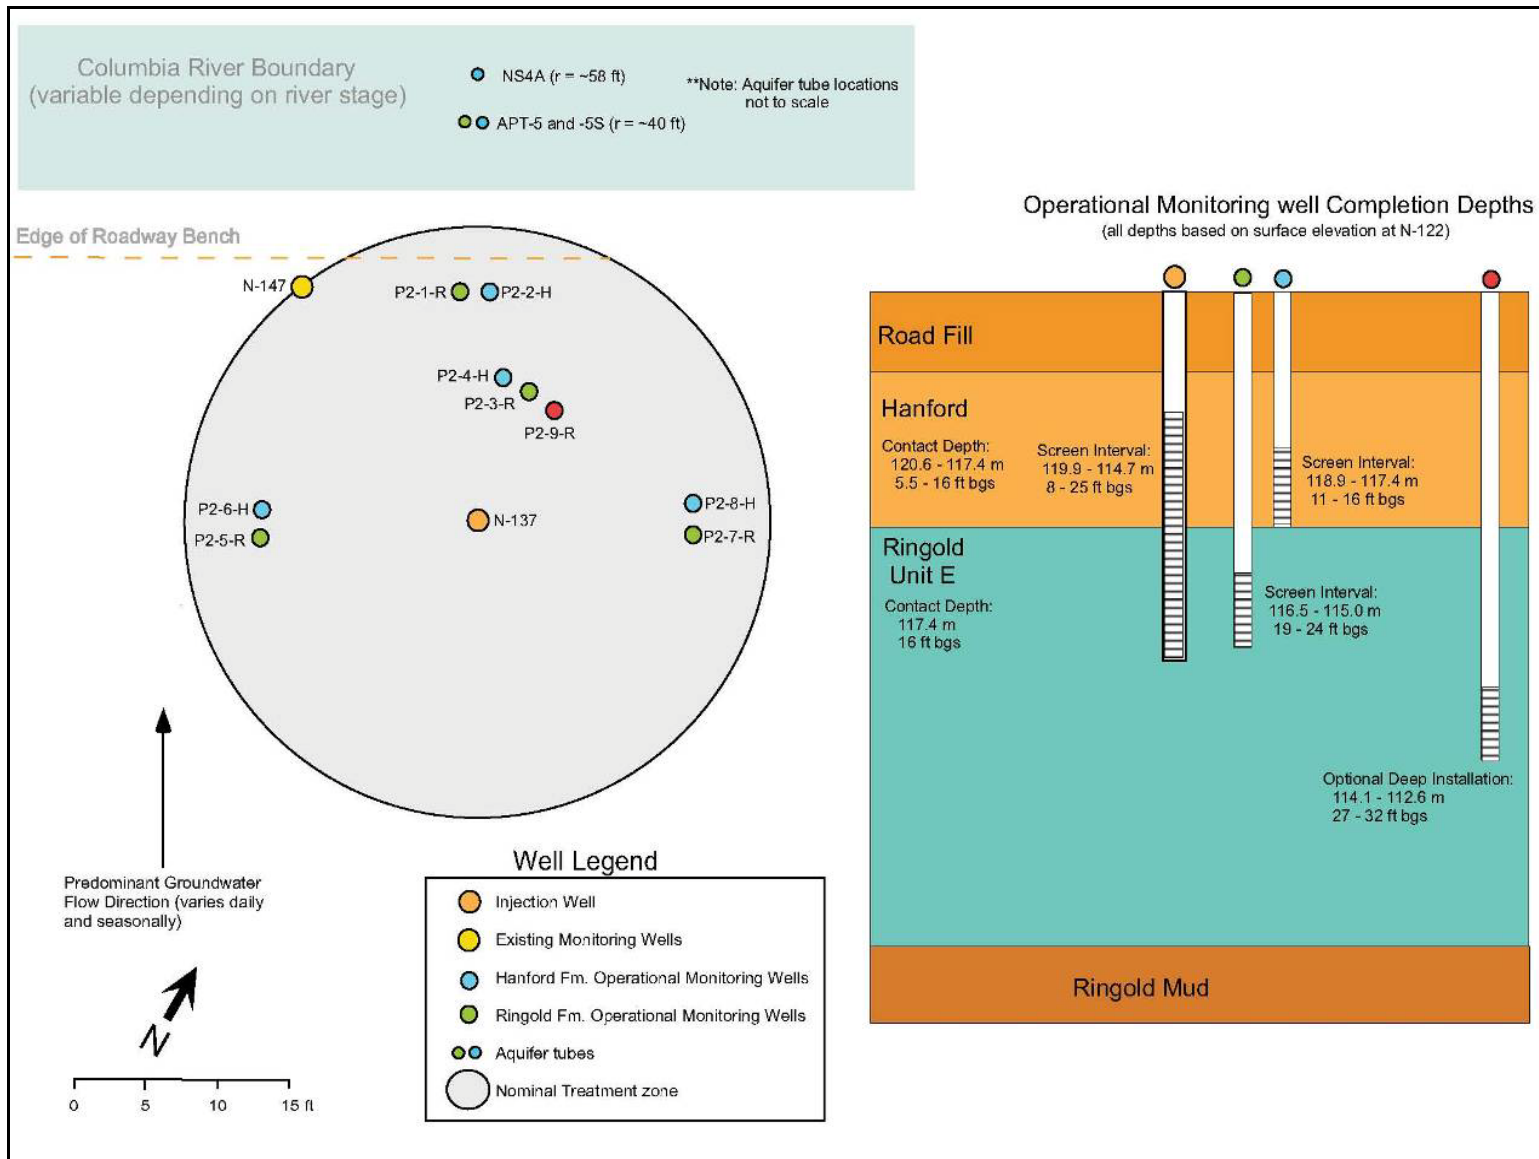 Columbia River Boundary
(variable depending on river stage)
NS4A (r = ~58 ft)
APT-5 and -5S (r = ~40 ft)
**Note: Aquifer tube locations
not to scale
Edge of Roadway Bench
N-147
P2-1-R
P2-2-H
P2-4-H
P2-3-R
P2-9-R
P2-6-H
P2-5-R
N-137
P2-8-H
P2-7-R
Predominant Groundwater
Flow Direction (varies daily
and seasonally)
N
0 5 10 15 ft
Well Legend
Injection Well
Existing Monitoring Wells
Hanford Fm. Operational Monitoring Wells
Ringold Fm. Operational Monitoring Wells
Aquifer tubes
Nominal Treatment zone
Operational Monitoring well Completion Depths
(all depths based on surface elevation at N-122)
Road Fill
Hanford
Contact Depth:
120.6 - 117.4 m
5.5 - 16 ft bgs
Screen Interval:
119.9 - 114.7 m
8 - 25 ft bgs
Screen Interval:
118.9 - 117.4 m
11 - 16 ft bgs
Ringold
Unit E
Contact Depth:
117.4 m
16 ft bgs
Screen Interval:
116.5 - 115.0 m
19 - 24 ft bgs
Optional Deep Installation:
114.1 - 112.6 m
27 - 32 ft bgs
Ringold Mud